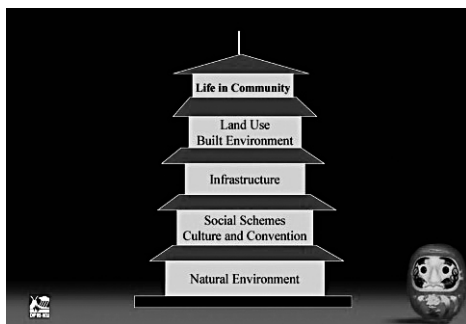 Life in Community
Land Use
Built Environment
Infrastructure
Social Schemes
Culture and Convention
Natural Environment